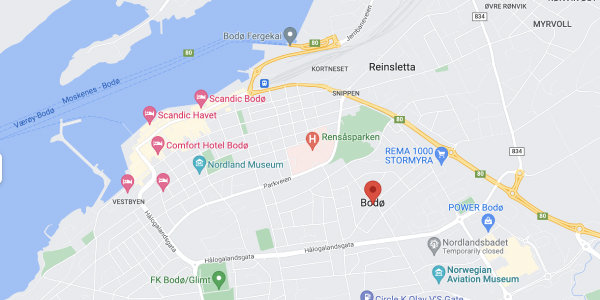 ØVRE RØNVIK
834
MYRVOLL
Bodø Fergekai
80
Jernbaneveien
80
KORTNESET
Reinsletta
Moskenes - Bodø
Værøy-Bodø
Scandic Bodø
SNIPPEN
Scandic Havet
80
Rensåsparken
Comfort Hotel Bodø
REMA 1000
STORMYRA
834
Nordland Museum
80
Parkveien
VESTBYEN
Bodø
POWER Bodø
Hålogalandsgata
80
Hålogalandsgata
Nordlandsbadet
Temporarily closed
FK Bodø/Glimt
Norwegian
Aviation Museum
Circle K Olav V'S Gate